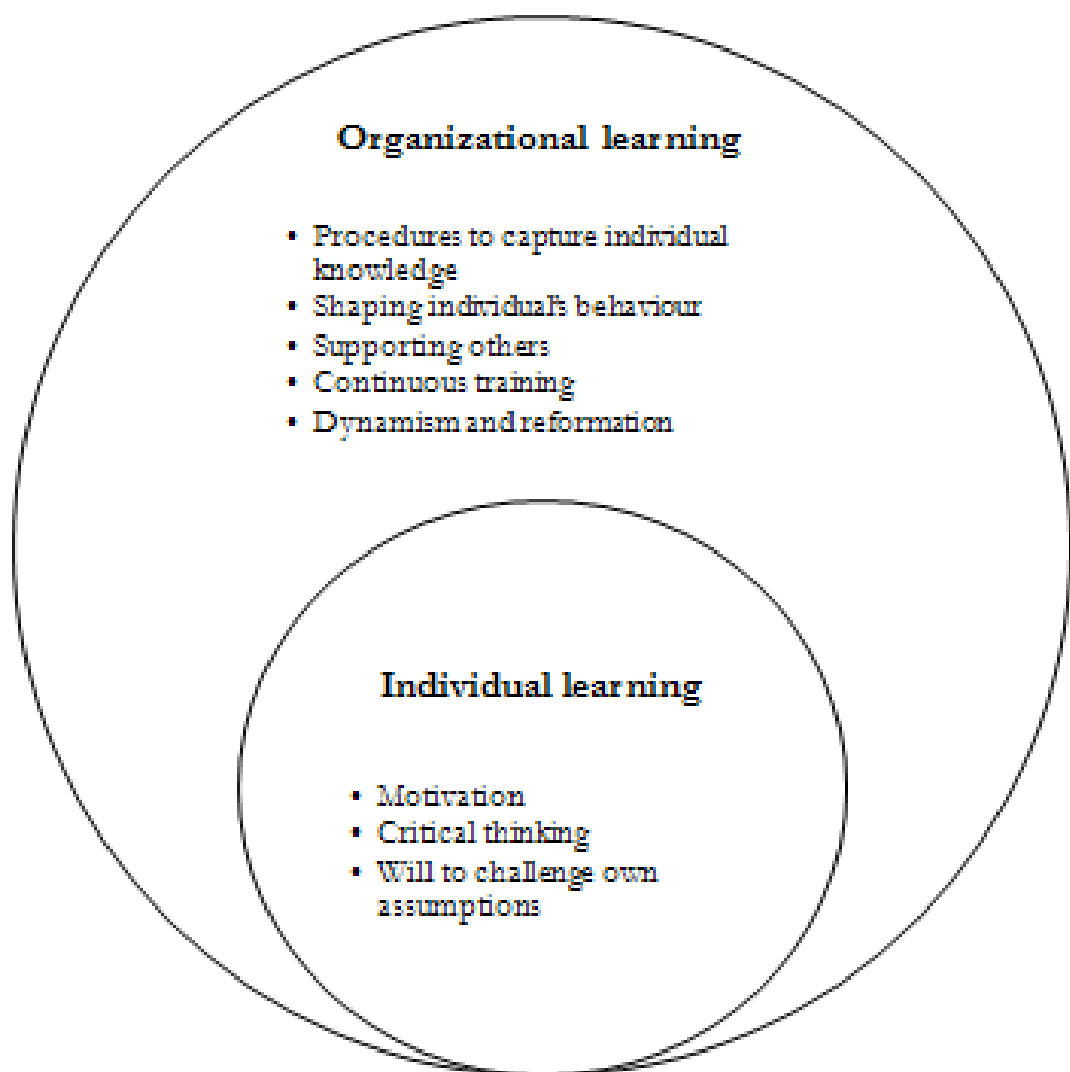 Organizational learning
• Procedures to capture individual
knowledge
• Shaping individual's behaviour
• Supporting others
• Continuous training
• Dynamism and reformation
Individual learning
• Motivation
• Critical thinking
• Will to challenge own
assumptions